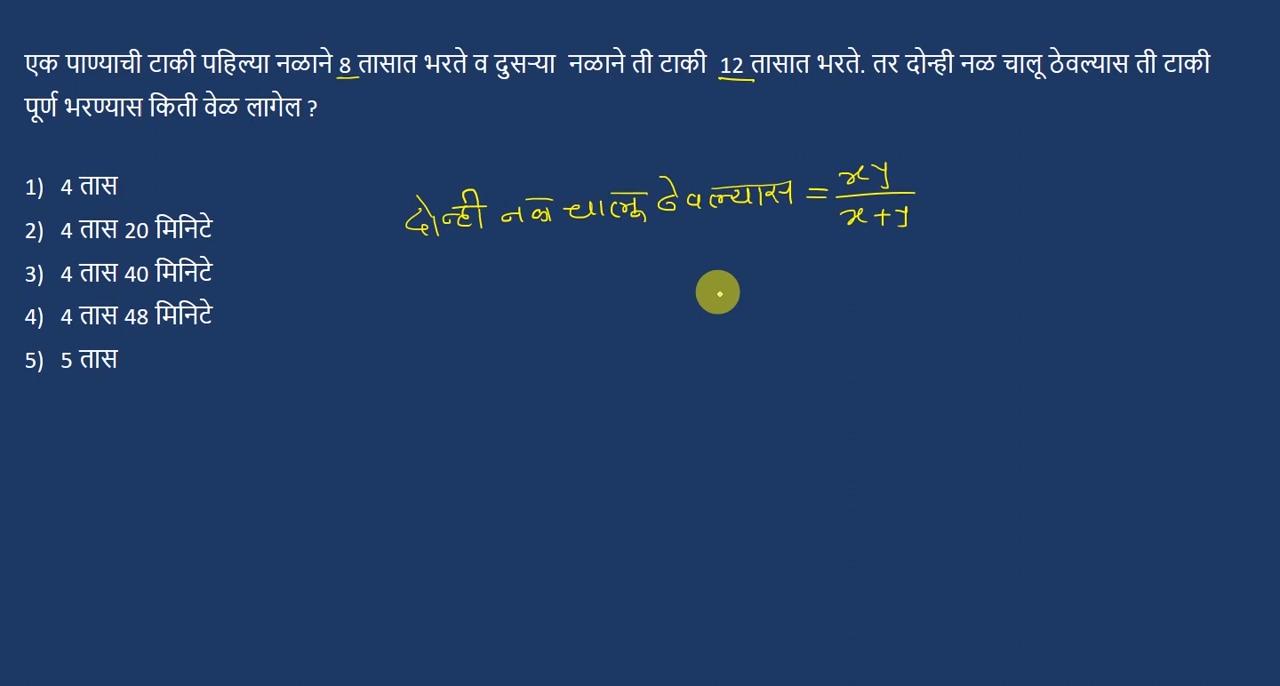 एक पाण्याची टाकी पहिल्या नळाने 8 तासात भरते व दुसऱ्या नळाने ती टाकी 12 तासात भरते. तर दोन्ही नळ चालू ठेवल्यास ती टाकी
पूर्ण भरण्यास किती वेळ लागेल ?
1) 4 तास
2) 4 तास 20 मिनिटे
3) 4 तास 40 मिनिटे
4) 4 तास 48 मिनिटे
5) 5 तास
दोन्ही नळ चालू ठेवल्यास = xy
x+y